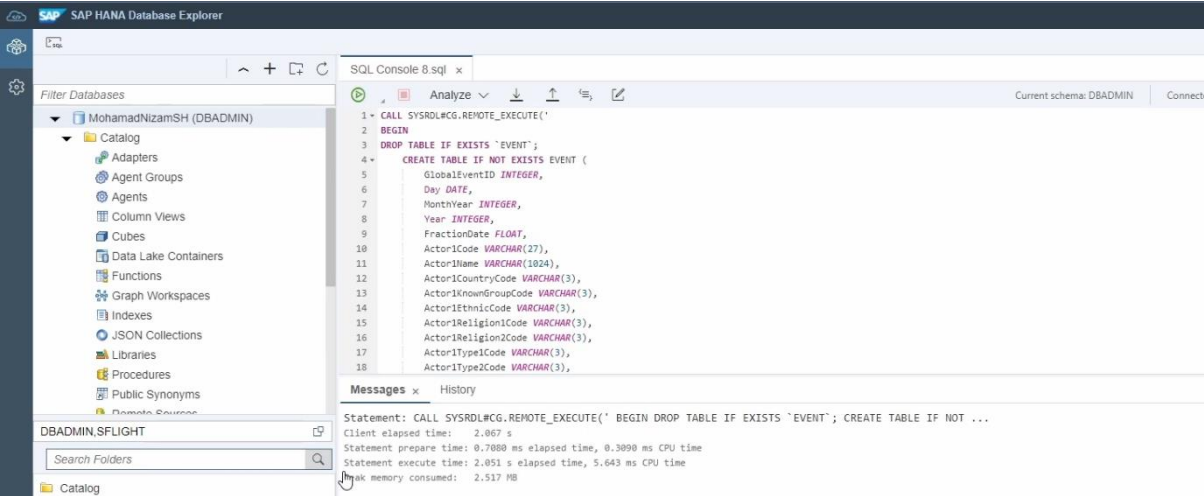 SAP SAP HANA Database Explorer
SQL
SQL Console 8.sql ×
Filter Databases
Analyze
Current schema: DBADMIN Connecte
MohamadNizamSH (DBADMIN)
Catalog
Adapters
Agent Groups
Agents
Column Views
Cubes
Data Lake Containers
Functions
Graph Workspaces
Indexes
JSON Collections
Libraries
Procedures
Public Synonyms
Remote Sources
DBADMIN,SFLIGHT
Search Folders
Catalog
1 CALL SYSRDL#CG.REMOTE_EXECUTE('
2 BEGIN
3 DROP TABLE IF EXISTS `EVENT`;
4 CREATE TABLE IF NOT EXISTS EVENT (
5 GlobalEventID INTEGER,
6 Day DATE,
7 MonthYear INTEGER,
8 Year INTEGER,
9 FractionDate FLOAT,
10 Actor1Code VARCHAR(27),
11 Actor1Name VARCHAR(1024),
12 Actor1CountryCode VARCHAR(3),
13 Actor1KnownGroupCode VARCHAR(3),
14 Actor1EthnicCode VARCHAR(3),
15 Actor1Religion1Code VARCHAR(3),
16 Actor1Religion2Code VARCHAR(3),
17 Actor1Type1Code VARCHAR(3),
18 Actor1Type2Code VARCHAR(3),
Messages × History
Statement: CALL SYSRDL#CG.REMOTE_EXECUTE(' BEGIN DROP TABLE IF EXISTS `EVENT`; CREATE TABLE IF NOT ...
Client elapsed time: 2.067 s
Statement prepare time: 0.7080 ms elapsed time, 0.3090 ms CPU time
Statement execute time: 2.051 s elapsed time, 5.643 ms CPU time
memory consumed: 2.517 MB